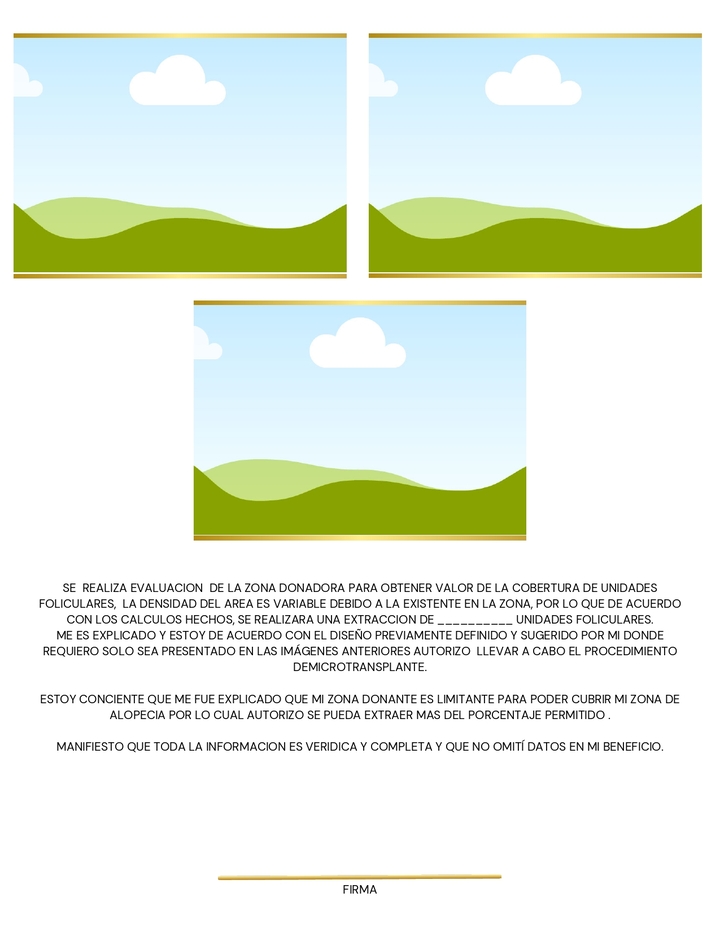 SE  REALIZA EVALUACION  DE LA ZONA DONADORA PARA OBTENER VALOR DE LA COBERTURA DE UNIDADES
FOLICULARES,  LA DENSIDAD DEL AREA ES VARIABLE DEBIDO A LA EXISTENTE EN LA ZONA, POR LO QUE DE ACUERDO
CON LOS CALCULOS HECHOS, SE REALIZARA UNA EXTRACCION DE __________ UNIDADES FOLICULARES.
ME ES EXPLICADO Y ESTOY DE ACUERDO CON EL DISEÑO PREVIAMENTE DEFINIDO Y SUGERIDO POR MI DONDE
REQUIERO SOLO SEA PRESENTADO EN LAS IMÁGENES ANTERIORES AUTORIZO  LLEVAR A CABO EL PROCEDIMIENTO
DEMICROTRANSPLANTE.
ESTOY CONCIENTE QUE ME FUE EXPLICADO QUE MI ZONA DONANTE ES LIMITANTE PARA PODER CUBRIR MI ZONA DE
ALOPECIA POR LO CUAL AUTORIZO SE PUEDA EXTRAER MAS DEL PORCENTAJE PERMITIDO .
MANIFIESTO QUE TODA LA INFORMACION ES VERIDICA Y COMPLETA Y QUE NO OMITÍ DATOS EN MI BENEFICIO.
FIRMA